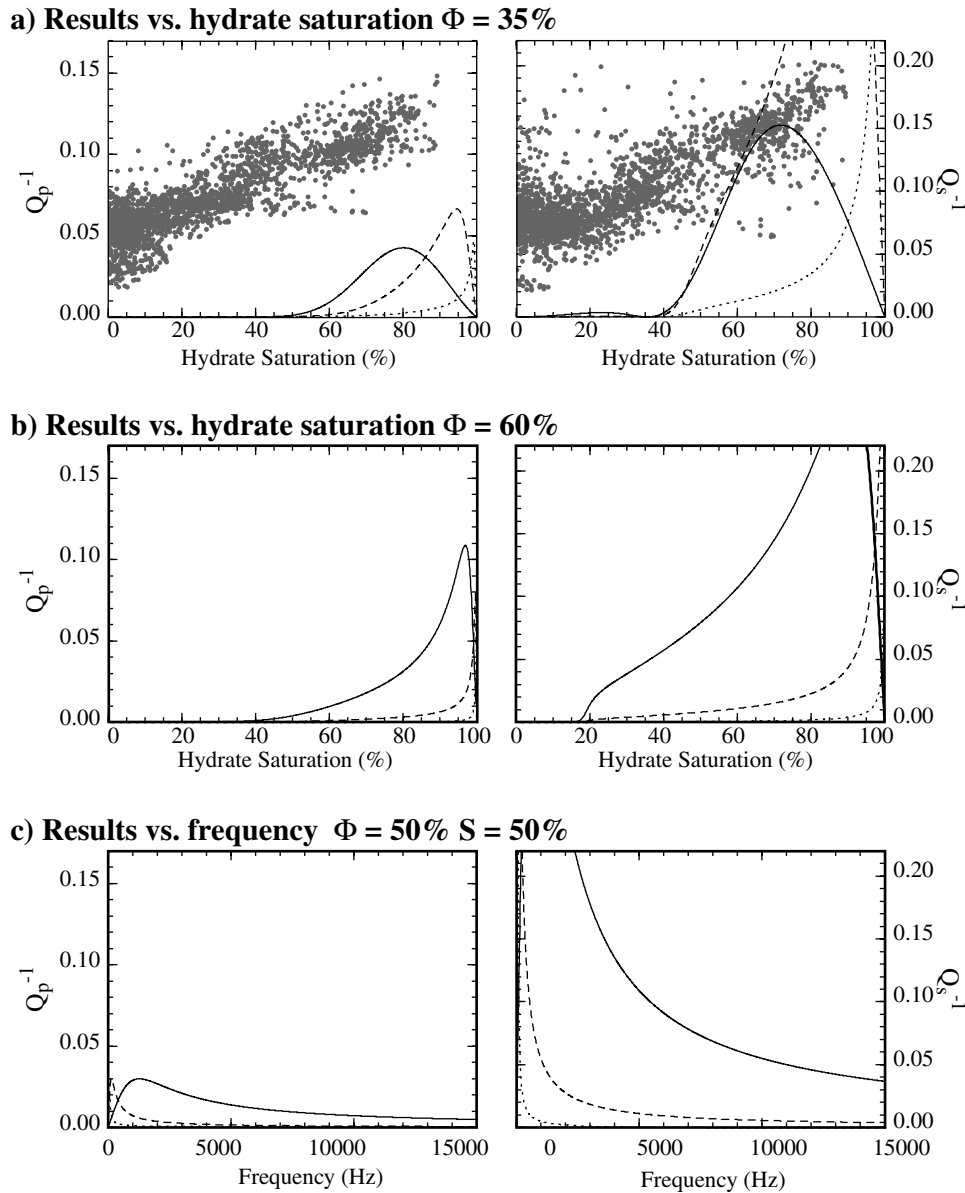 a) Results vs. hydrate saturation Φ = 35%
0.15
0.10
0.05
0.00
Qp⁻¹
0 20 40 60 80 100
Hydrate Saturation (%)
0.20
0.15
0.10
0.05
0.00
Qs⁻¹
0 20 40 60 80 100
Hydrate Saturation (%)
b) Results vs. hydrate saturation Φ = 60%
0.15
0.10
0.05
0.00
Qp⁻¹
0 20 40 60 80 100
Hydrate Saturation (%)
0.20
0.15
0.10
0.05
0.00
Qs⁻¹
0 20 40 60 80 100
Hydrate Saturation (%)
c) Results vs. frequency Φ = 50% S = 50%
0.15
0.10
0.05
0.00
Qp⁻¹
0 5000 10000 15000
Frequency (Hz)
0.20
0.15
0.10
0.05
0.00
Qs⁻¹
0 5000 10000 15000
Frequency (Hz)